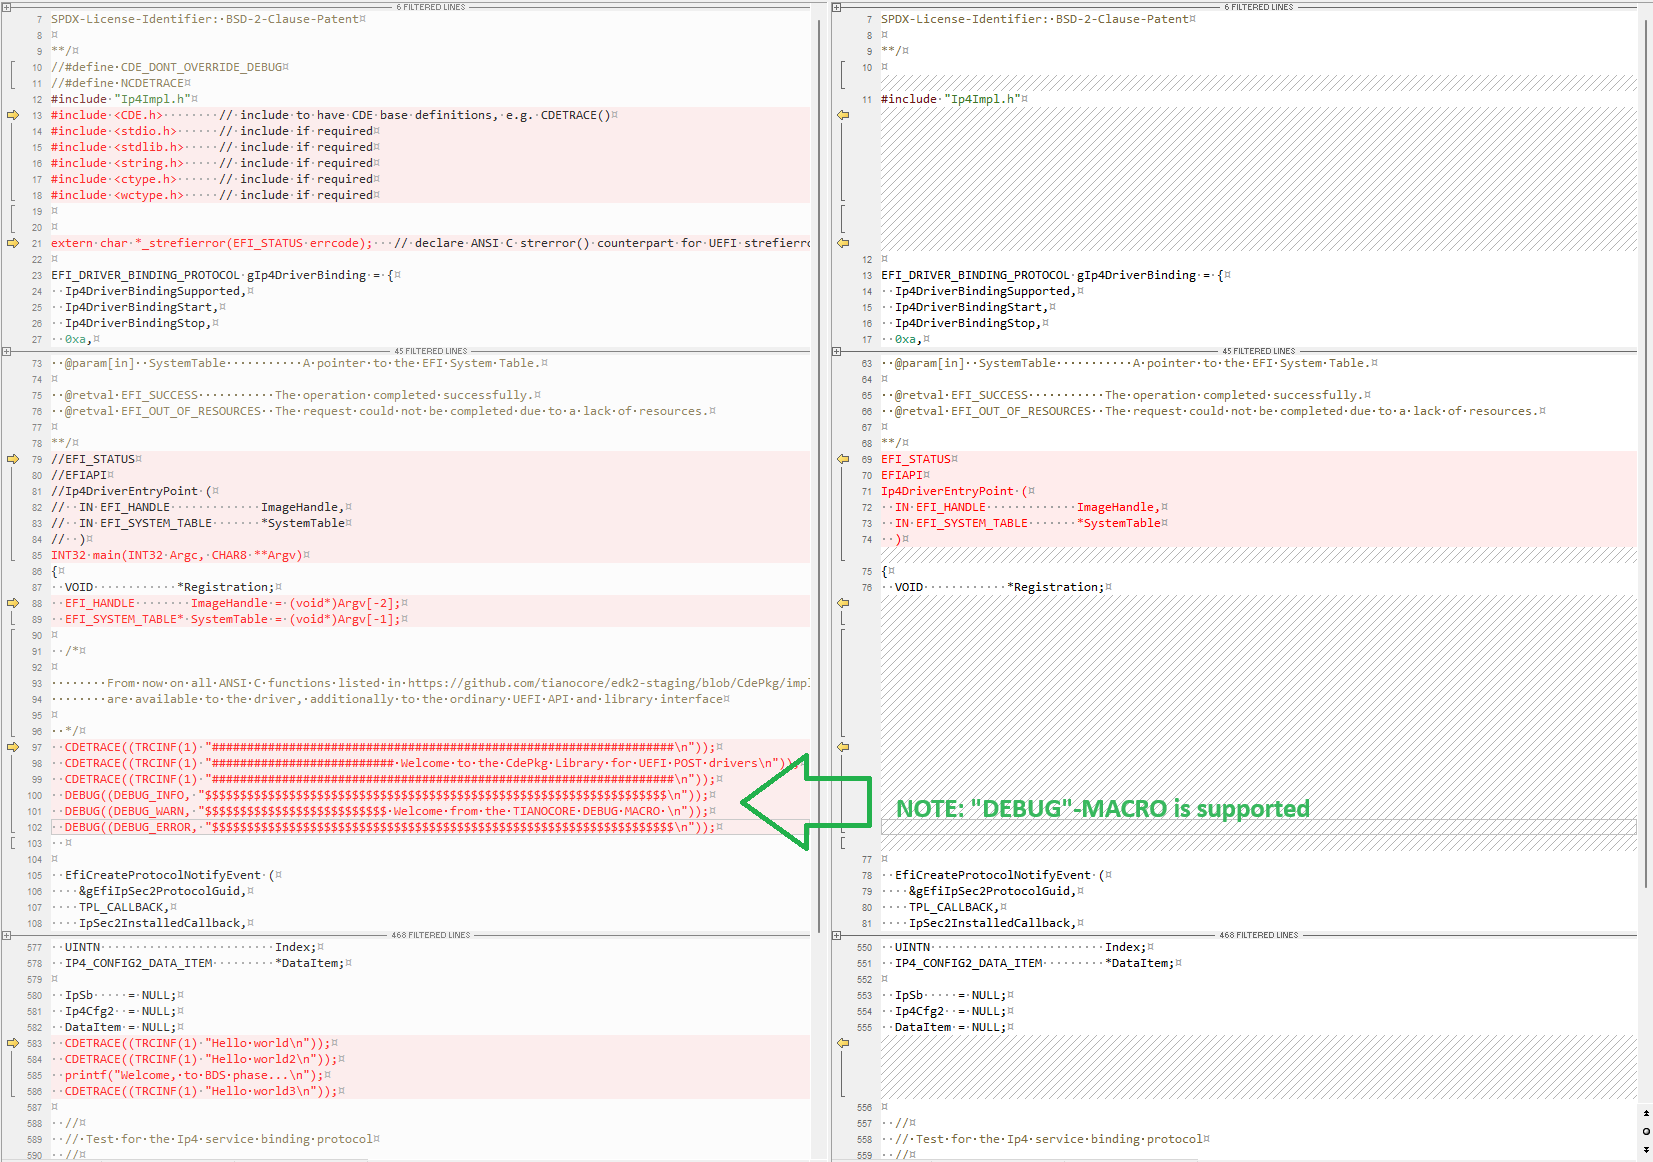 6 FILTERED LINES
7 SPDX-License-Identifier: BSD-2-Clause-Patent
8
9 **/
10 //#define CDE_DONT_OVERRIDE_DEBUG
11 //#define NCDETRACE
12 #include "Ip4Impl.h"
13 #include <CDE.h>        // include to have CDE base definitions, e.g. CDETRACE()
14 #include <stdio.h>      // include if required
15 #include <stdlib.h>     // include if required
16 #include <string.h>     // include if required
17 #include <ctype.h>      // include if required
18 #include <wctype.h>     // include if required
19
20
21 extern char *_strefierror(EFI_STATUS errcode);   // declare ANSI C strerror() counterpart for UEFI strefierro
22
23 EFI_DRIVER_BINDING_PROTOCOL gIp4DriverBinding = {
24   Ip4DriverBindingSupported,
25   Ip4DriverBindingStart,
26   Ip4DriverBindingStop,
27   0xa,
45 FILTERED LINES
73   @param[in]  SystemTable           A pointer to the EFI System Table.
74
75   @retval EFI_SUCCESS           The operation completed successfully.
76   @retval EFI_OUT_OF_RESOURCES  The request could not be completed due to a lack of resources.
77
78 **/
79 //EFI_STATUS
80 //EFIAPI
81 //Ip4DriverEntryPoint (
82 //  IN EFI_HANDLE             ImageHandle,
83 //  IN EFI_SYSTEM_TABLE       *SystemTable
84 //  )
85 INT32 main(INT32 Argc, CHAR8 **Argv)
86 {
87   VOID            *Registration;
88   EFI_HANDLE        ImageHandle = (void*)Argv[-2];
89   EFI_SYSTEM_TABLE* SystemTable = (void*)Argv[-1];
90
91   /*
92
93         From now on all ANSI C functions listed in https://github.com/tianocore/edk2-staging/blob/CdePkg/impl
94         are available to the driver, additionally to the ordinary UEFI API and library interface
95
96   */
97   CDETRACE((TRCINF(1) "##################################################################\n"));
98   CDETRACE((TRCINF(1) "########################## Welcome to the CdePkg Library for UEFI POST drivers\n"));
99   CDETRACE((TRCINF(1) "##################################################################\n"));
100   DEBUG((DEBUG_INFO, "$$$$$$$$$$$$$$$$$$$$$$$$$$$$$$$$$$$$$$$$$$$$$$$$$$$$$$$$$$$$$$$$$$\n"));
101   DEBUG((DEBUG_WARN, "$$$$$$$$$$$$$$$$$$$$$$$$$$ Welcome from the TIANOCORE DEBUG MACRO \n"));
102   DEBUG((DEBUG_ERROR, "$$$$$$$$$$$$$$$$$$$$$$$$$$$$$$$$$$$$$$$$$$$$$$$$$$$$$$$$$$$$$$$$$$\n"));
103
104
105   EfiCreateProtocolNotifyEvent (
106     &gEfiIpSec2ProtocolGuid,
107     TPL_CALLBACK,
108     IpSec2InstalledCallback,
468 FILTERED LINES
577   UINTN                         Index;
578   IP4_CONFIG2_DATA_ITEM         *DataItem;
579
580   IpSb     = NULL;
581   Ip4Cfg2  = NULL;
582   DataItem = NULL;
583   CDETRACE((TRCINF(1) "Hello world\n"));
584   CDETRACE((TRCINF(1) "Hello world2\n"));
585   printf("Welcome, to BDS phase...\n");
586   CDETRACE((TRCINF(1) "Hello world3\n"));
587
588   //
589   // Test for the Ip4 service binding protocol
590   //
6 FILTERED LINES
7 SPDX-License-Identifier: BSD-2-Clause-Patent
8
9 **/
10
11 #include "Ip4Impl.h"
12
13 EFI_DRIVER_BINDING_PROTOCOL gIp4DriverBinding = {
14   Ip4DriverBindingSupported,
15   Ip4DriverBindingStart,
16   Ip4DriverBindingStop,
17   0xa,
45 FILTERED LINES
63   @param[in]  SystemTable           A pointer to the EFI System Table.
64
65   @retval EFI_SUCCESS           The operation completed successfully.
66   @retval EFI_OUT_OF_RESOURCES  The request could not be completed due to a lack of resources.
67
68 **/
69 EFI_STATUS
70 EFIAPI
71 Ip4DriverEntryPoint (
72   IN EFI_HANDLE             ImageHandle,
73   IN EFI_SYSTEM_TABLE       *SystemTable
74   )
75 {
76   VOID            *Registration;
NOTE: "DEBUG"-MACRO is supported
77
78   EfiCreateProtocolNotifyEvent (
79     &gEfiIpSec2ProtocolGuid,
80     TPL_CALLBACK,
81     IpSec2InstalledCallback,
468 FILTERED LINES
550   UINTN                         Index;
551   IP4_CONFIG2_DATA_ITEM         *DataItem;
552
553   IpSb     = NULL;
554   Ip4Cfg2  = NULL;
555   DataItem = NULL;
556
557   //
558   // Test for the Ip4 service binding protocol
559   //